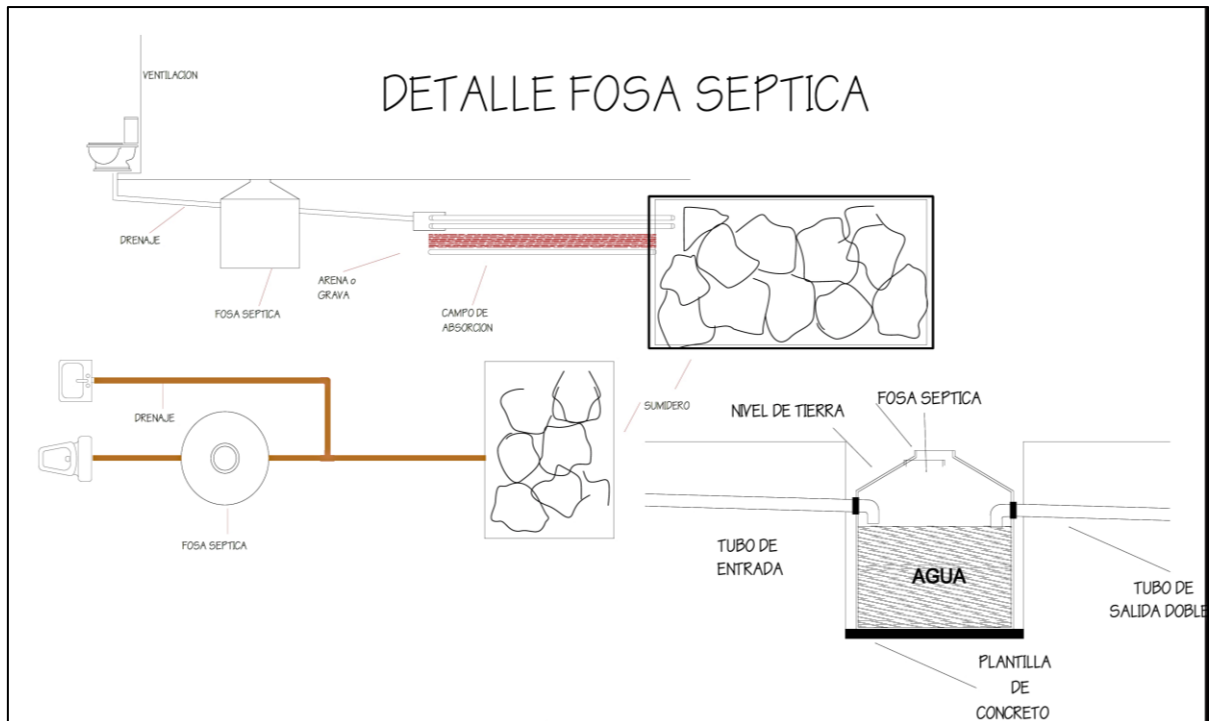 VENTILACION
DETALLE FOSA SEPTICA
DRENAJE
FOSA SEPTICA
ARENA o
GRAVA
CAMPO DE
ABSORCION
SUMIDERO
DRENAJE
FOSA SEPTICA
NIVEL DE TIERRA
FOSA SEPTICA
TUBO DE
ENTRADA
AGUA
TUBO DE
SALIDA DOBLE
PLANTILLA
DE
CONCRETO